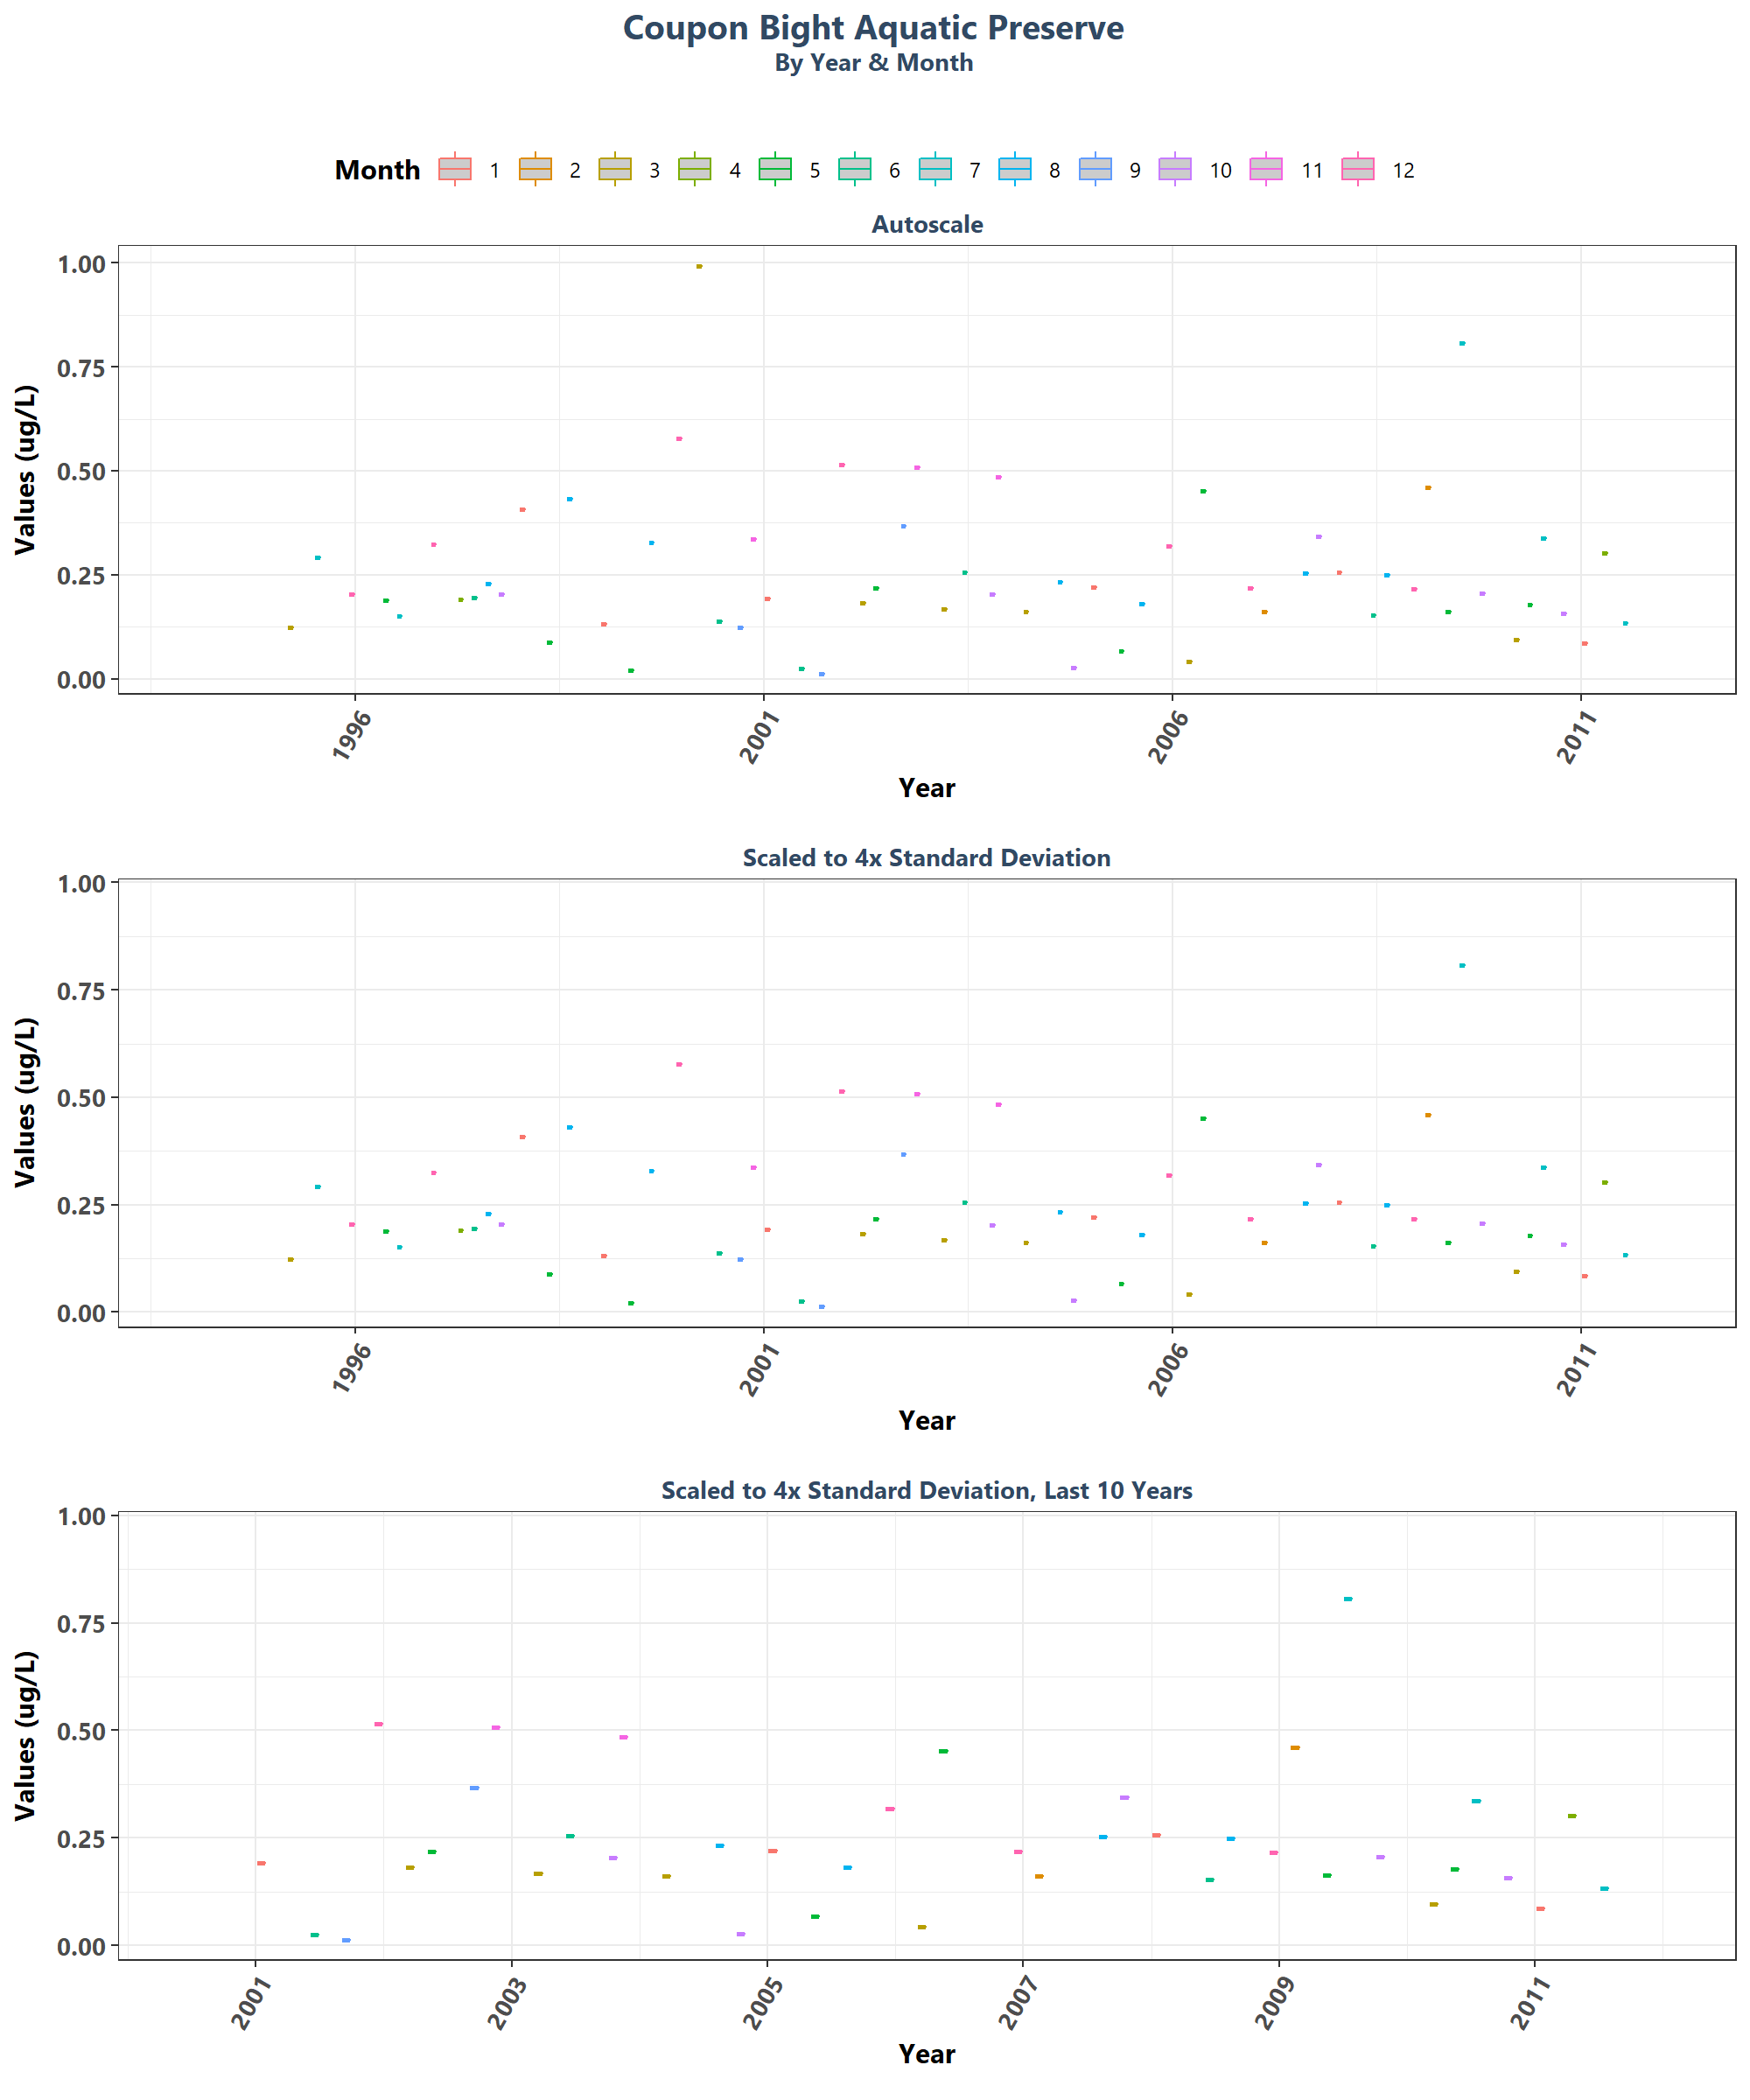 Coupon Bight Aquatic Preserve
By Year & Month
Month 1 2 3 4 5 6 7 8 9 10 11 12
Autoscale
Values (ug/L)
1.00
0.75
0.50
0.25
0.00
1996 2001 2006 2011
Year
Scaled to 4x Standard Deviation
Values (ug/L)
1.00
0.75
0.50
0.25
0.00
1996 2001 2006 2011
Year
Scaled to 4x Standard Deviation, Last 10 Years
Values (ug/L)
1.00
0.75
0.50
0.25
0.00
2001 2003 2005 2007 2009 2011
Year